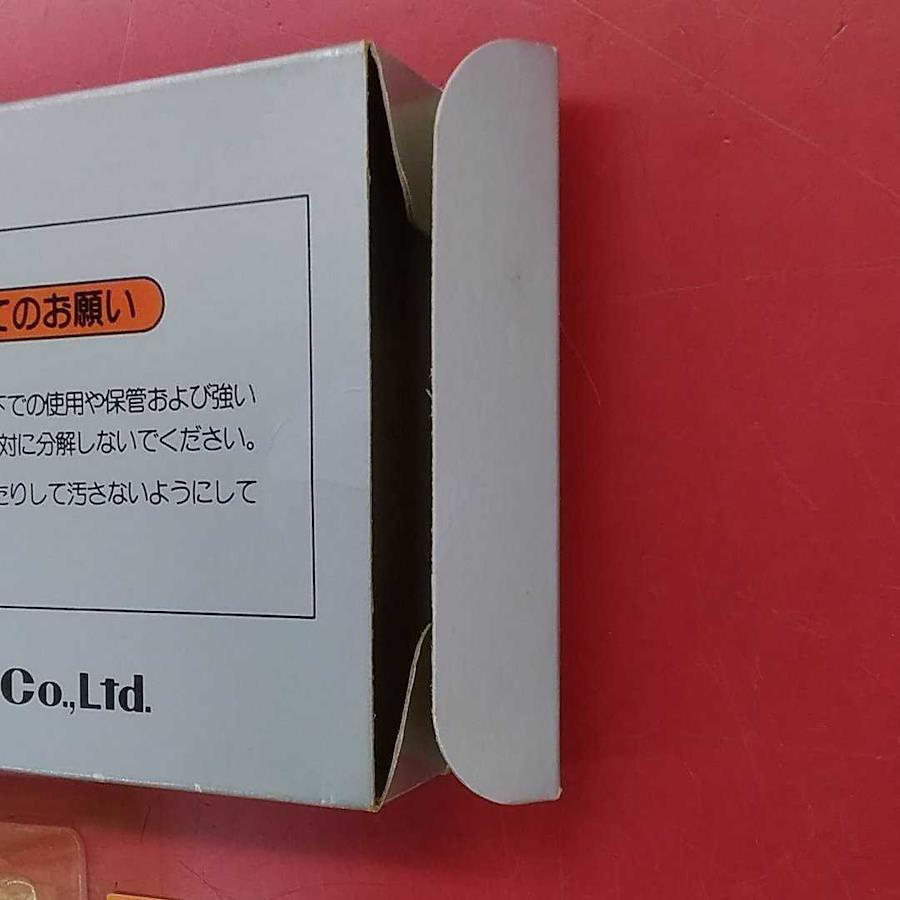 てのお願い
下での使用や保管および強い
対に分解しないでください。
たりして汚さないようにして
Co.,Ltd.